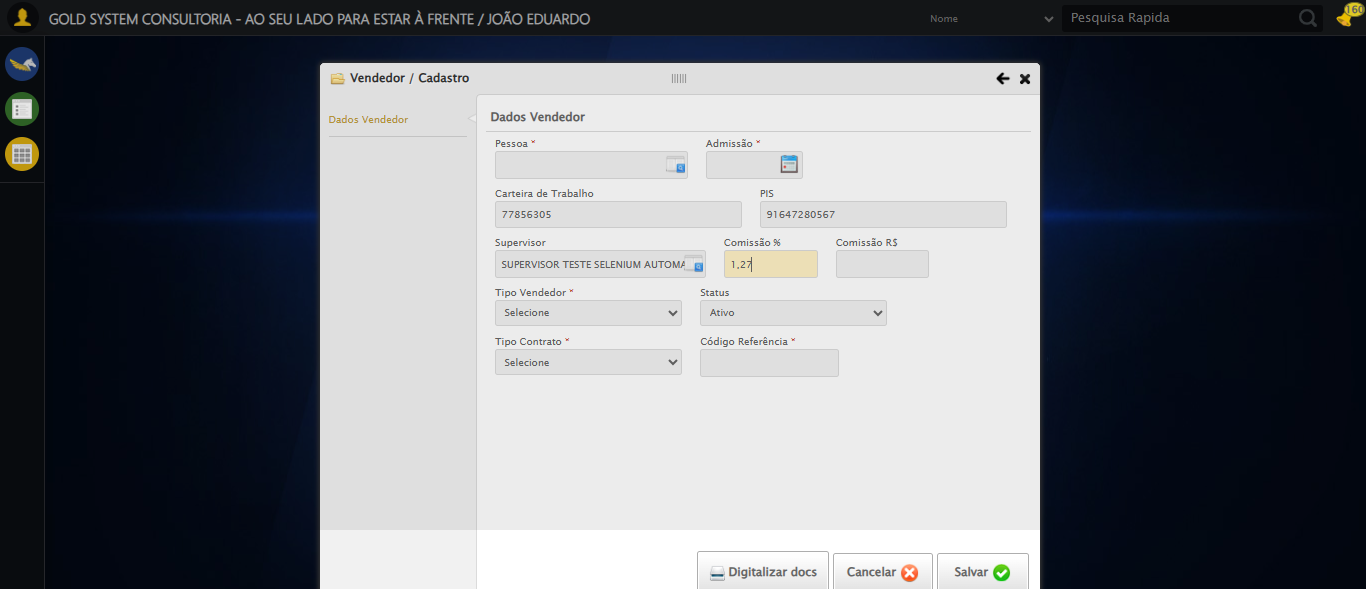 GOLD SYSTEM CONSULTORIA - AO SEU LADO PARA ESTAR À FRENTE / JOÃO EDUARDO
Nome
Pesquisa Rapida
160
Vendedor / Cadastro
Dados Vendedor
Dados Vendedor
Pessoa *
Admissão *
Carteira de Trabalho
PIS
77856305
91647280567
Supervisor
Comissão %
Comissão R$
SUPERVISOR TESTE SELENIUM AUTOMA
1,27
Tipo Vendedor *
Status
Selecione
Ativo
Tipo Contrato *
Código Referência *
Selecione
Digitalizar docs
Cancelar
Salvar